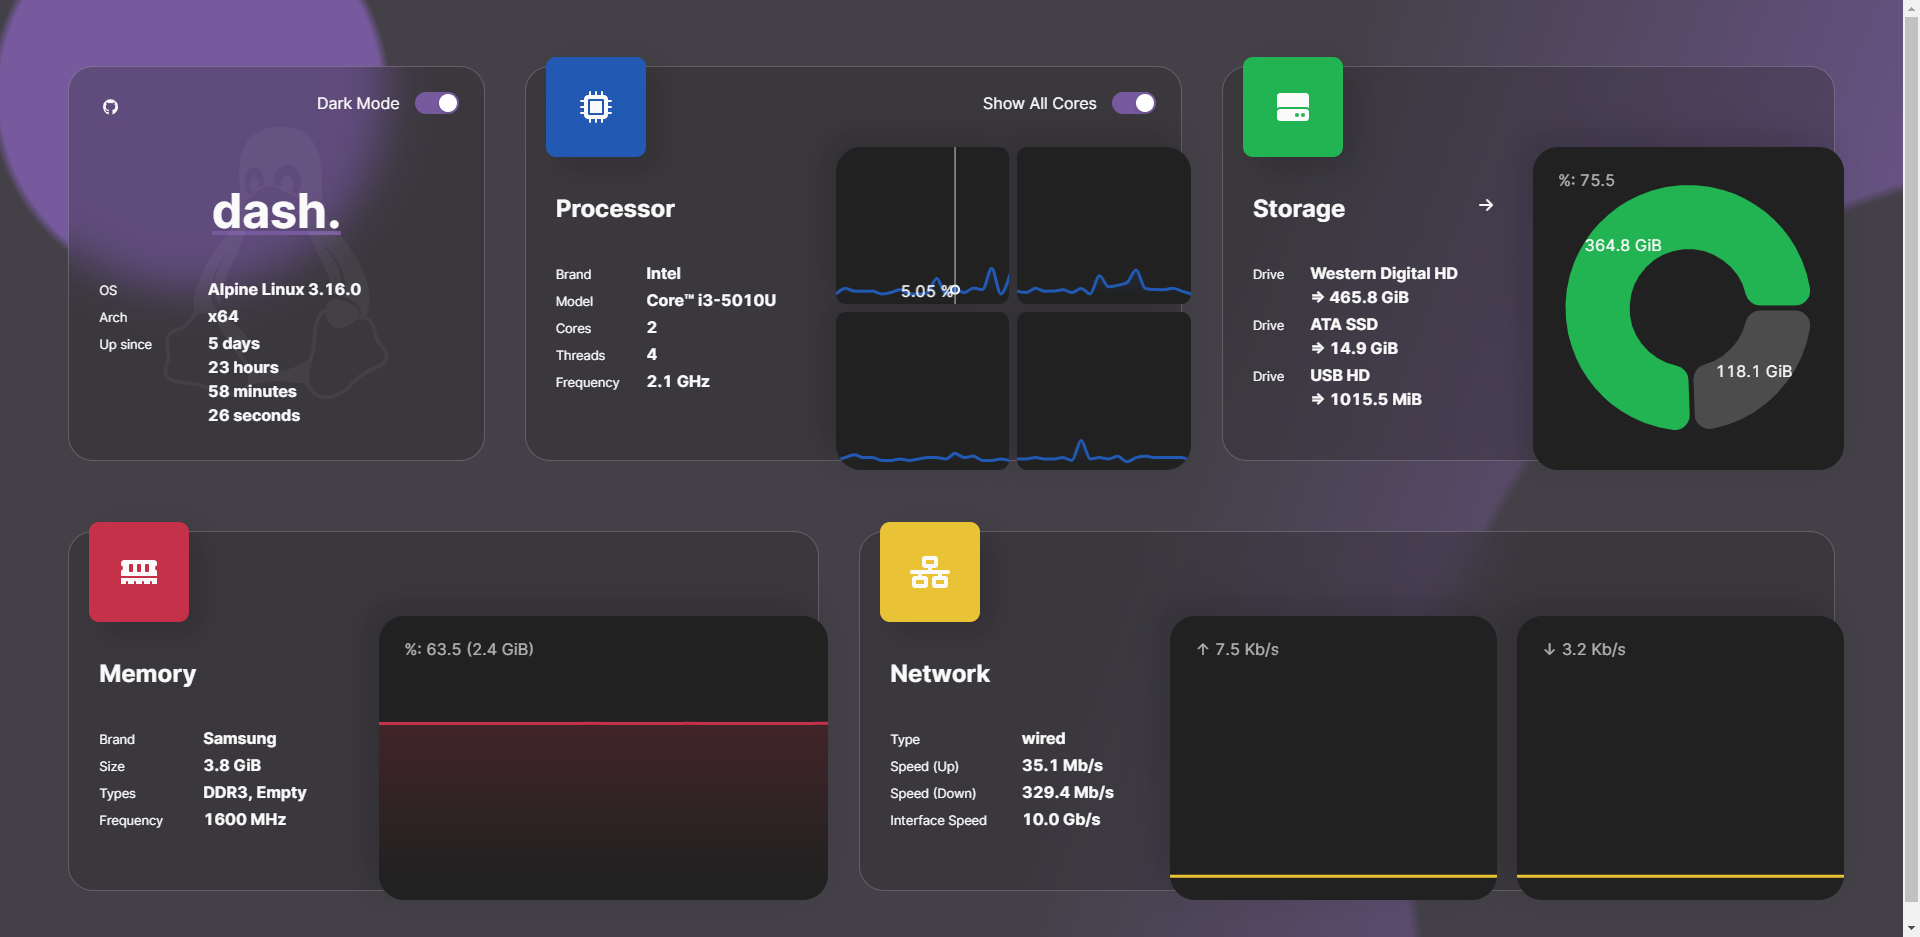 Dark Mode
dash.
OS Alpine Linux 3.16.0
Arch x64
Up since 5 days
23 hours
58 minutes
26 seconds
Show All Cores
Processor
Brand Intel
Model Core™ i3-5010U
Cores 2
Threads 4
Frequency 2.1 GHz
5.05 %
Storage →
Drive Western Digital HD
⇒ 465.8 GiB
Drive ATA SSD
⇒ 14.9 GiB
Drive USB HD
⇒ 1015.5 MiB
%: 75.5
364.8 GiB
118.1 GiB
Memory
Brand Samsung
Size 3.8 GiB
Types DDR3, Empty
Frequency 1600 MHz
%: 63.5 (2.4 GiB)
Network
Type wired
Speed (Up) 35.1 Mb/s
Speed (Down) 329.4 Mb/s
Interface Speed 10.0 Gb/s
↑ 7.5 Kb/s
↓ 3.2 Kb/s